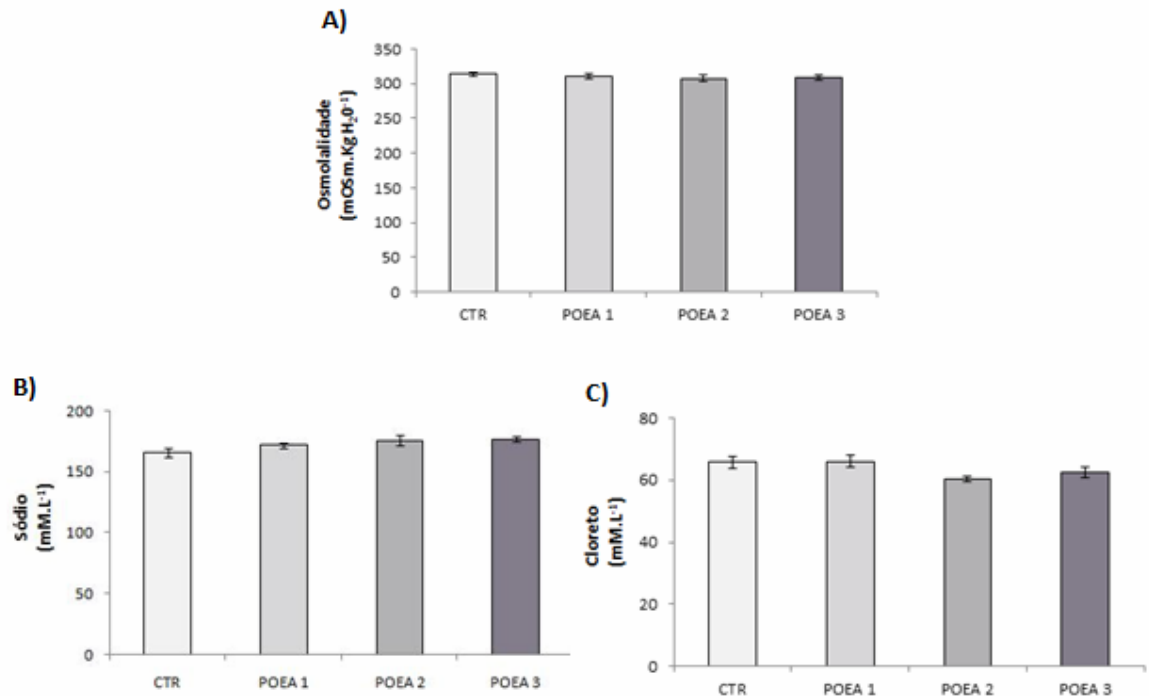 A)
Osmolalidade
(mOSm.KgH₂0⁻¹)
350
300
250
200
150
100
50
0
CTR POEA 1 POEA 2 POEA 3
B)
Sódio
(mM.L⁻¹)
200
150
100
50
0
CTR POEA 1 POEA 2 POEA 3
C)
Cloreto
(mM.L⁻¹)
80
60
40
20
0
CTR POEA 1 POEA 2 POEA 3